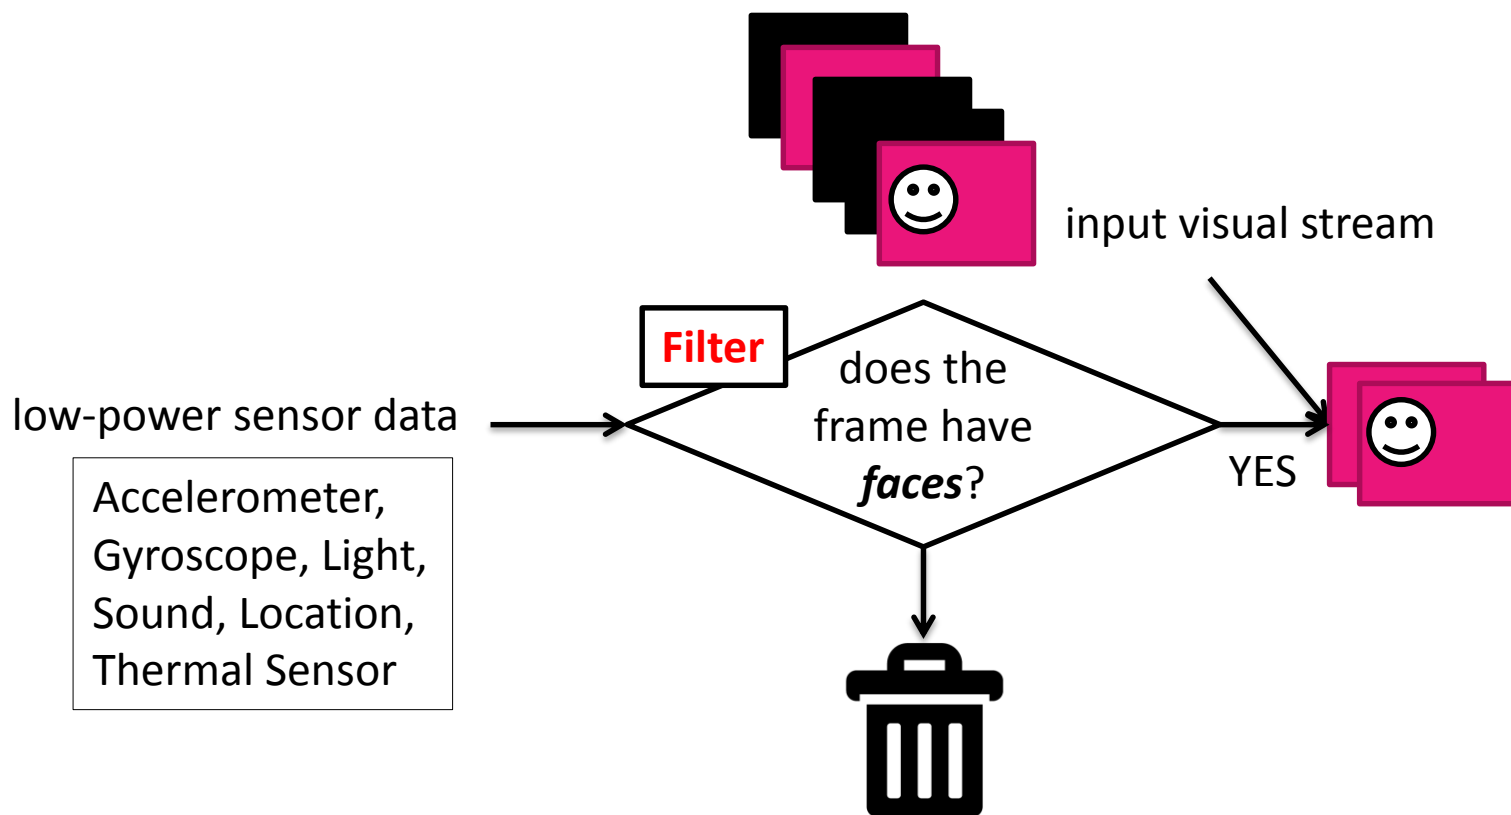 input visual stream
Filter
does the
frame have
faces?
low-power sensor data
YES
Accelerometer,
Gyroscope, Light,
Sound, Location,
Thermal Sensor